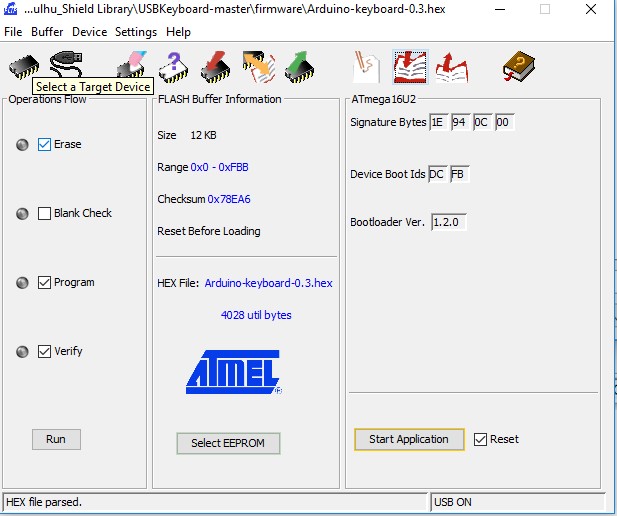 ...ulhu_Shield Library\USBKeyboard-master\firmware\Arduino-keyboard-0.3.hex
File Buffer Device Settings Help
Select a Target Device
Operations Flow
Erase
Blank Check
Program
Verify
Run
FLASH Buffer Information
Size 12 KB
Range 0x0 - 0xFBB
Checksum 0x78EA6
Reset Before Loading
HEX File: Arduino-keyboard-0.3.hex
4028 util bytes
ATMEL
Select EEPROM
ATmega16U2
Signature Bytes 1E 94 0C 00
Device Boot Ids DC FB
Bootloader Ver. 1.2.0
Start Application Reset
HEX file parsed. USB ON